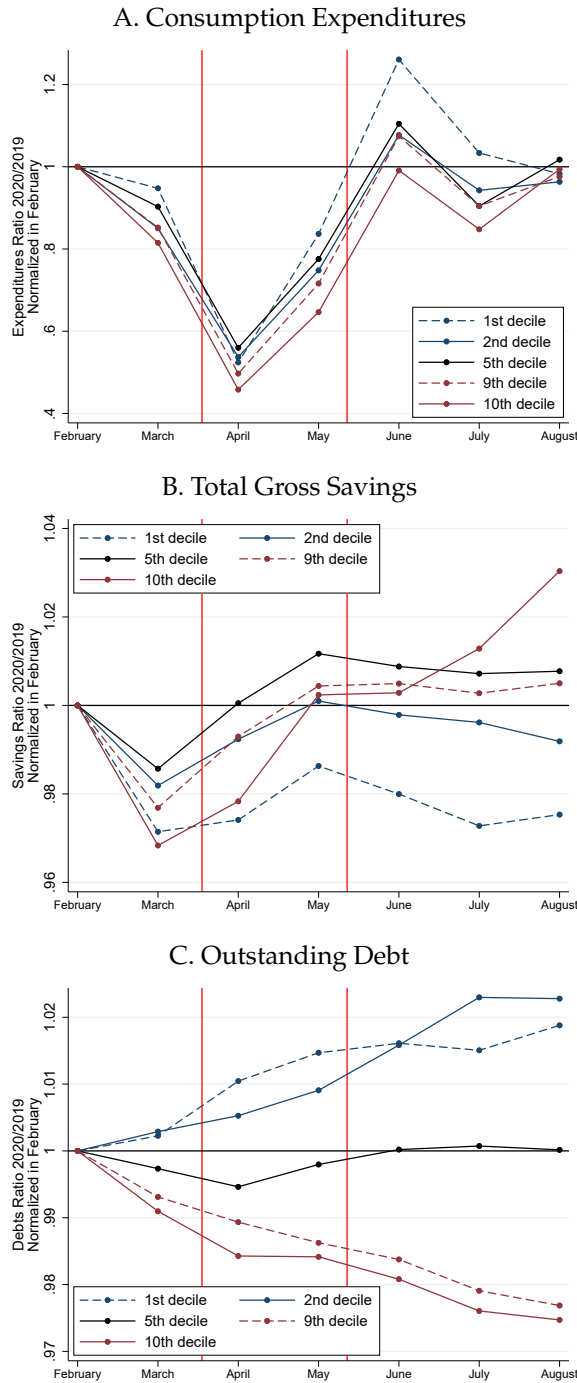 A. Consumption Expenditures
Expenditures Ratio 2020/2019
Normalized in February
1.2
1
.8
.6
.4
1st decile
2nd decile
5th decile
9th decile
10th decile
February March April May June July August
B. Total Gross Savings
1st decile 2nd decile
5th decile 9th decile
10th decile
Savings Ratio 2020/2019
Normalized in February
1.04
1.02
1
.98
.96
February March April May June July August
C. Outstanding Debt
Debts Ratio 2020/2019
Normalized in February
1.02
1.01
1
.99
.98
.97
1st decile 2nd decile
5th decile 9th decile
10th decile
February March April May June July August